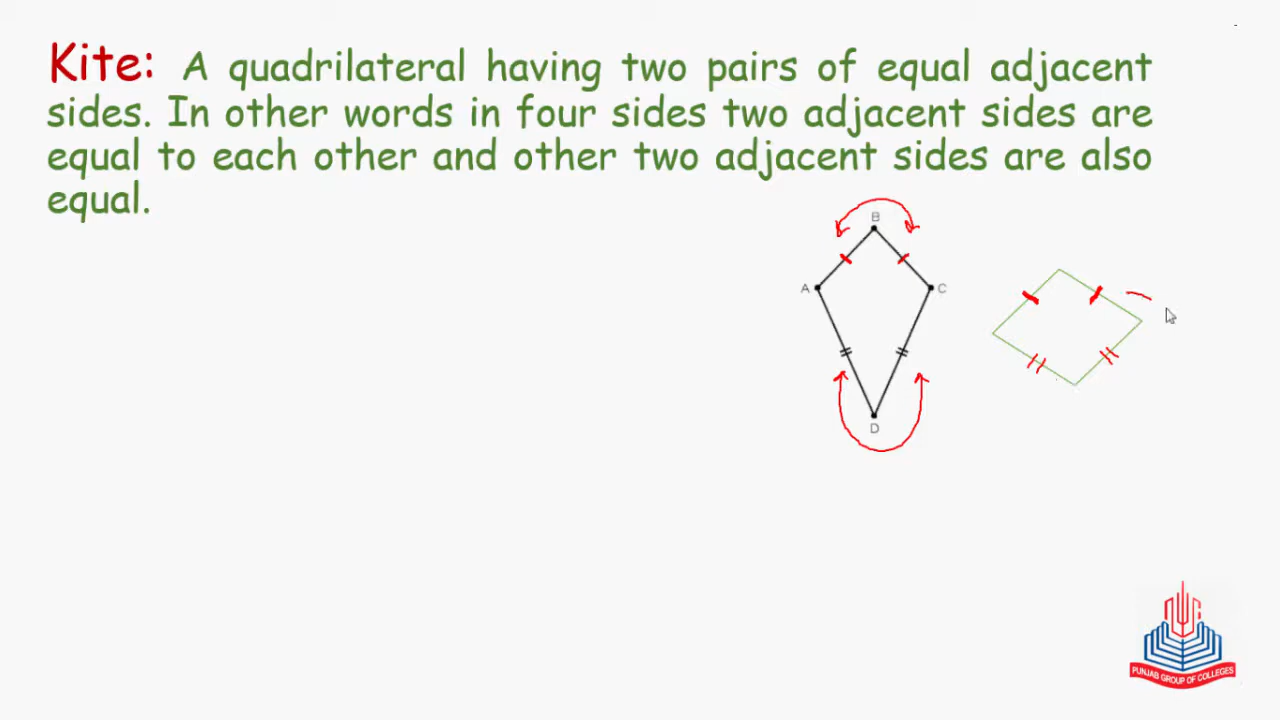 Kite: A quadrilateral having two pairs of equal adjacent
sides. In other words in four sides two adjacent sides are
equal to each other and other two adjacent sides are also
equal.
B
A
C
D
PUNJAB GROUP OF COLLEGES